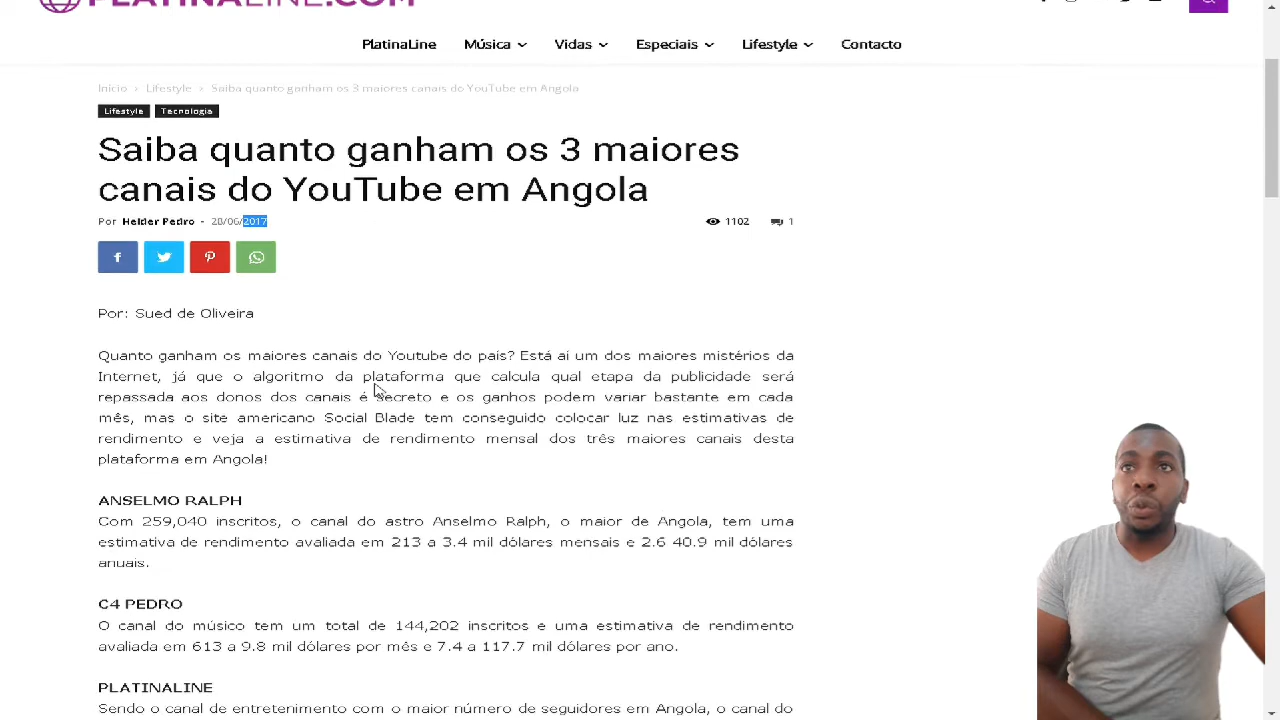 PLATINALINE.COM
PlatinaLine Música Vidas Especiais Lifestyle Contacto
Início › Lifestyle › Saiba quanto ganham os 3 maiores canais do YouTube em Angola
Lifestyle Tecnologia
Saiba quanto ganham os 3 maiores
canais do YouTube em Angola
Por Helder Pedro - 28/06/2017 1102 1
Por: Sued de Oliveira
Quanto ganham os maiores canais do Youtube do pais? Está ai um dos maiores mistérios da
Internet, já que o algoritmo da plataforma que calcula qual etapa da publicidade será
repassada aos donos dos canais é secreto e os ganhos podem variar bastante em cada
mês, mas o site americano Social Blade tem conseguido colocar luz nas estimativas de
rendimento e veja a estimativa de rendimento mensal dos três maiores canais desta
plataforma em Angola!
ANSELMO RALPH
Com 259,040 inscritos, o canal do astro Anselmo Ralph, o maior de Angola, tem uma
estimativa de rendimento avaliada em 213 a 3.4 mil dólares mensais e 2.6 40.9 mil dólares
anuais.
C4 PEDRO
O canal do músico tem um total de 144,202 inscritos e uma estimativa de rendimento
avaliada em 613 a 9.8 mil dólares por mês e 7.4 a 117.7 mil dólares por ano.
PLATINALINE
Sendo o canal de entretenimento com o maior número de seguidores em Angola, o canal do